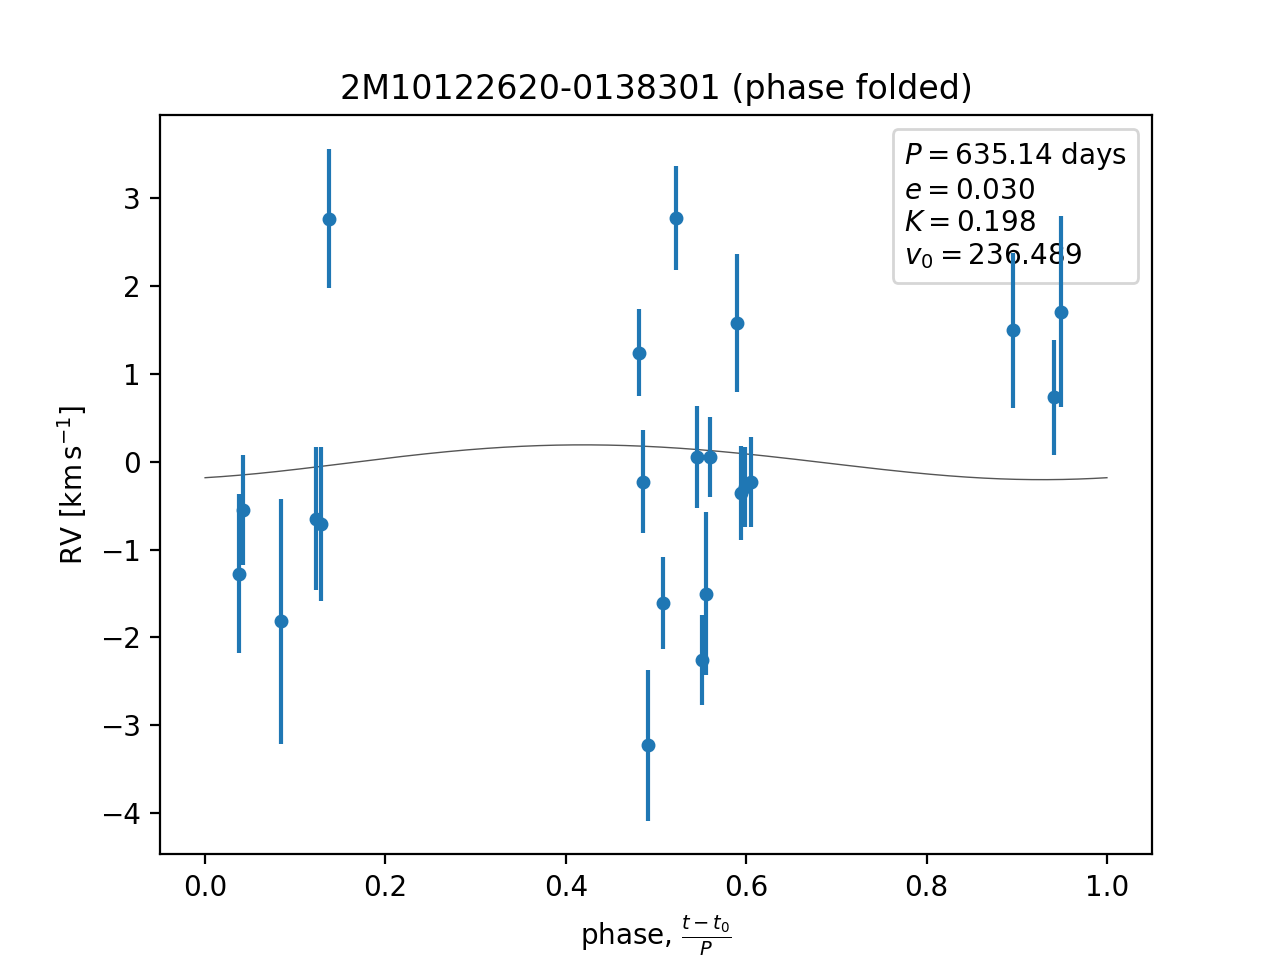 2M10122620-0138301 (phase folded)
P = 635.14 days
e = 0.030
K = 0.198
v₀ = 236.489
RV [km s⁻¹]
3
2
1
0
−1
−2
−3
−4
0.0 0.2 0.4 0.6 0.8 1.0
phase, (t − t₀)/P